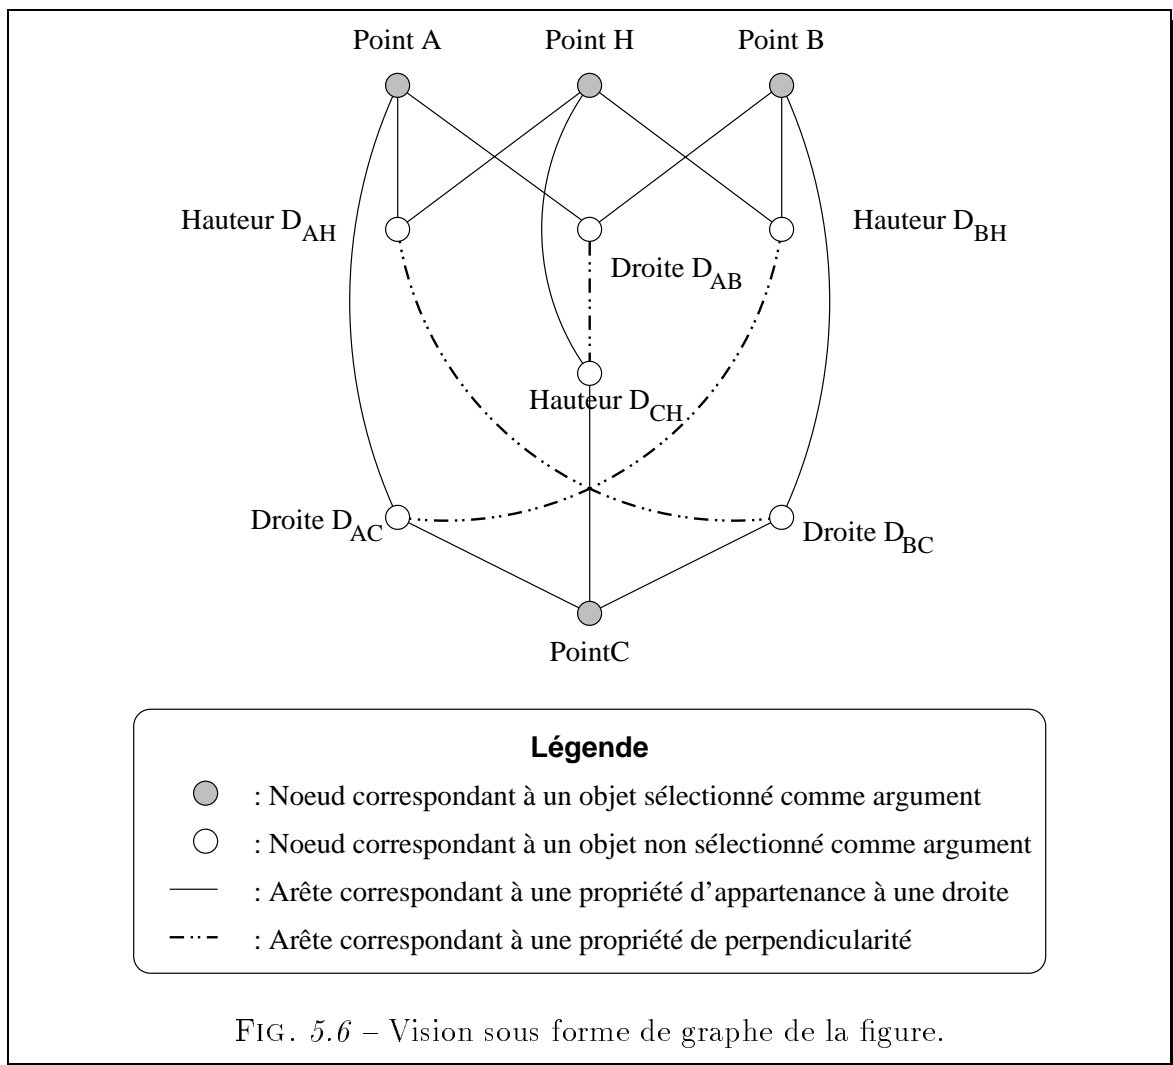 Point A
Point H
Point B
Hauteur D_AH
Hauteur D_BH
Droite D_AB
Hauteur D_CH
Droite D_AC
Droite D_BC
PointC
Légende
: Noeud correspondant à un objet sélectionné comme argument
: Noeud correspondant à un objet non sélectionné comme argument
: Arête correspondant à une propriété d'appartenance à une droite
: Arête correspondant à une propriété de perpendicularité
FIG. 5.6 – Vision sous forme de graphe de la figure.